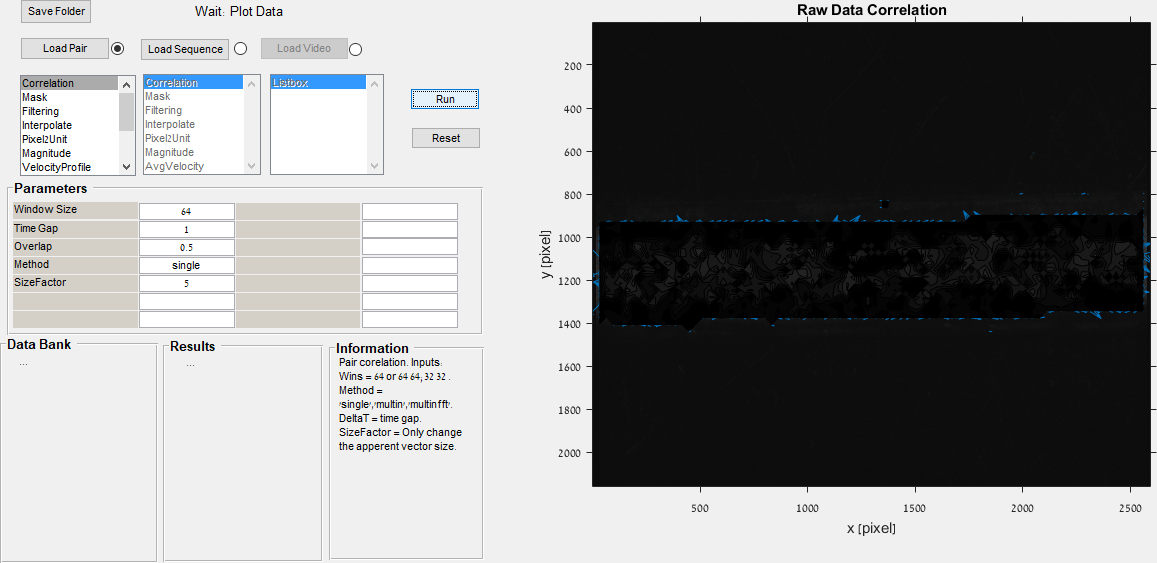 Save Folder
Wait: Plot Data
Load Pair
Load Sequence
Load Video
Correlation
Mask
Filtering
Interpolate
Pixel2Unit
Magnitude
VelocityProfile
Correlation
Mask
Filtering
Interpolate
Pixel2Unit
Magnitude
AvgVelocity
Listbox
Run
Reset
Parameters
Window Size 64
Time Gap 1
Overlap 0.5
Method single
SizeFactor 5
Data Bank
...
Results
...
Information
Pair corelation. Inputs:
Wins = 64 or 64 64, 32 32 .
Method =
'single','multin','multinfft'.
DeltaT = time gap.
SizeFactor = Only change
the apperent vector size.
Raw Data Correlation
y [pixel]
200
400
600
800
1000
1200
1400
1600
1800
2000
500 1000 1500 2000 2500
x [pixel]